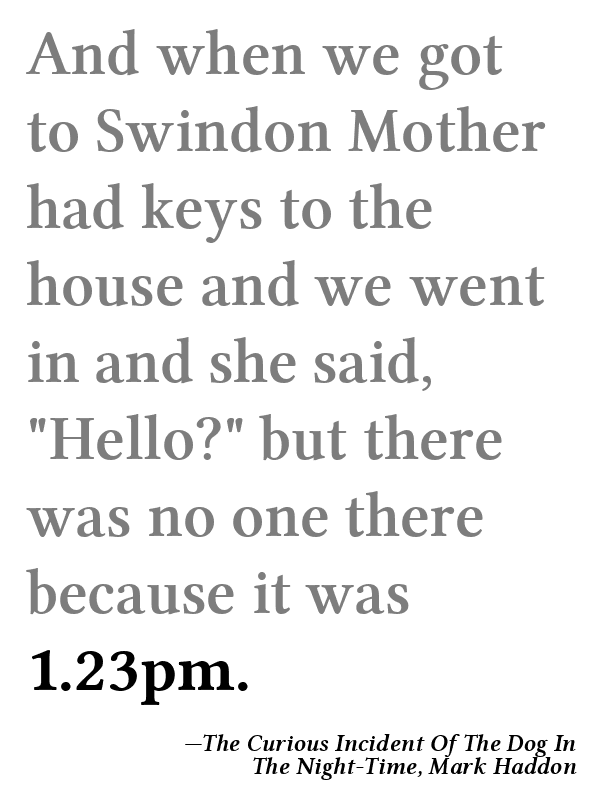 And when we got
to Swindon Mother
had keys to the
house and we went
in and she said,
"Hello?" but there
was no one there
because it was
1.23pm.
—The Curious Incident Of The Dog In
The Night-Time, Mark Haddon